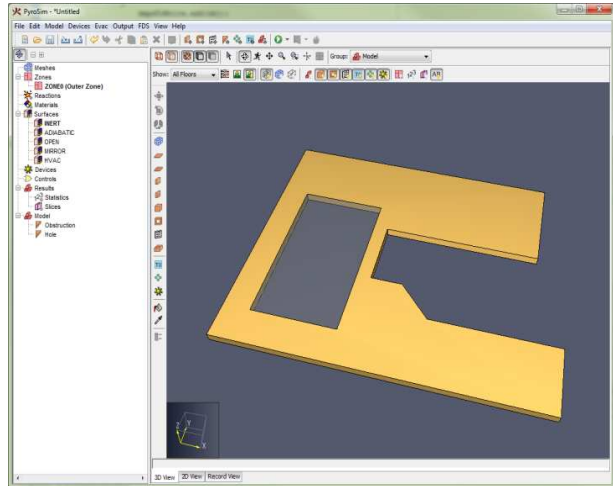 PyroSim - *Untitled
File Edit Model Devices Evac Output FDS View Help
Group: Model
Show: All Floors
Meshes
Zones
ZONE0 (Outer Zone)
Reactions
Materials
Surfaces
INERT
ADIABATIC
OPEN
MIRROR
HVAC
Devices
Controls
Results
Statistics
Slices
Model
Obstruction
Hole
Z Y
X
3D View 2D View Record View